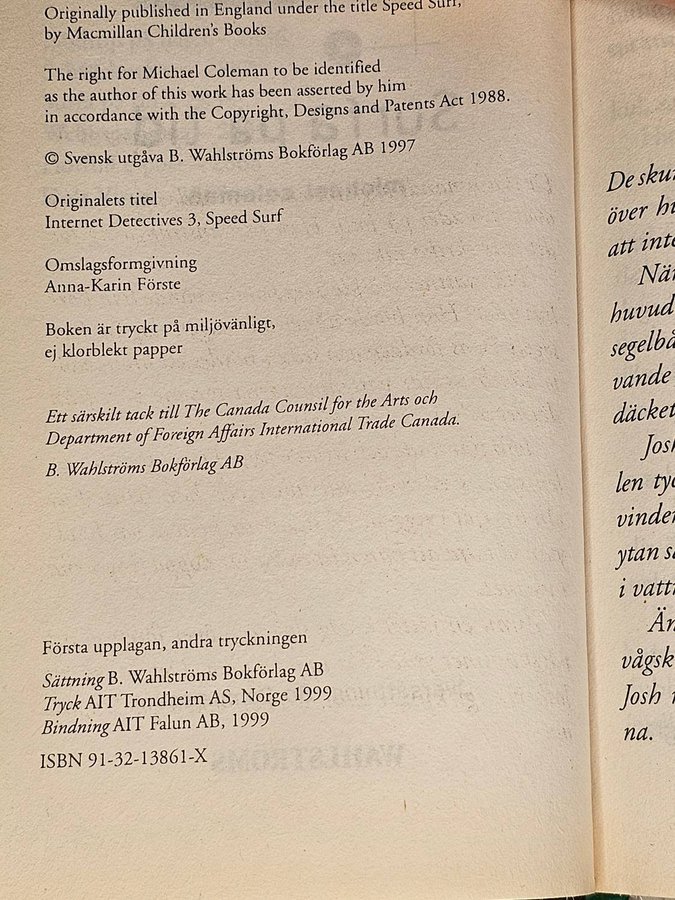 Originally published in England under the title Speed Surf,
by Macmillan Children's Books
The right for Michael Coleman to be identified
as the author of this work has been asserted by him
in accordance with the Copyright, Designs and Patents Act 1988.
© Svensk utgåva B. Wahlströms Bokförlag AB 1997
Originalets titel
Internet Detectives 3, Speed Surf
Omslagsformgivning
Anna-Karin Förste
Boken är tryckt på miljövänligt,
ej klorblekt papper
Ett särskilt tack till The Canada Counsil for the Arts och
Department of Foreign Affairs International Trade Canada.
B. Wahlströms Bokförlag AB
Första upplagan, andra tryckningen
Sättning B. Wahlströms Bokförlag AB
Tryck AIT Trondheim AS, Norge 1999
Bindning AIT Falun AB, 1999
ISBN 91-32-13861-X
De skur
över hu
att inte
När
huvud
segelbå
vande
däcket
Josh
len tyc
vinden
ytan s
i vattn
Än
vågsk
Josh
na.